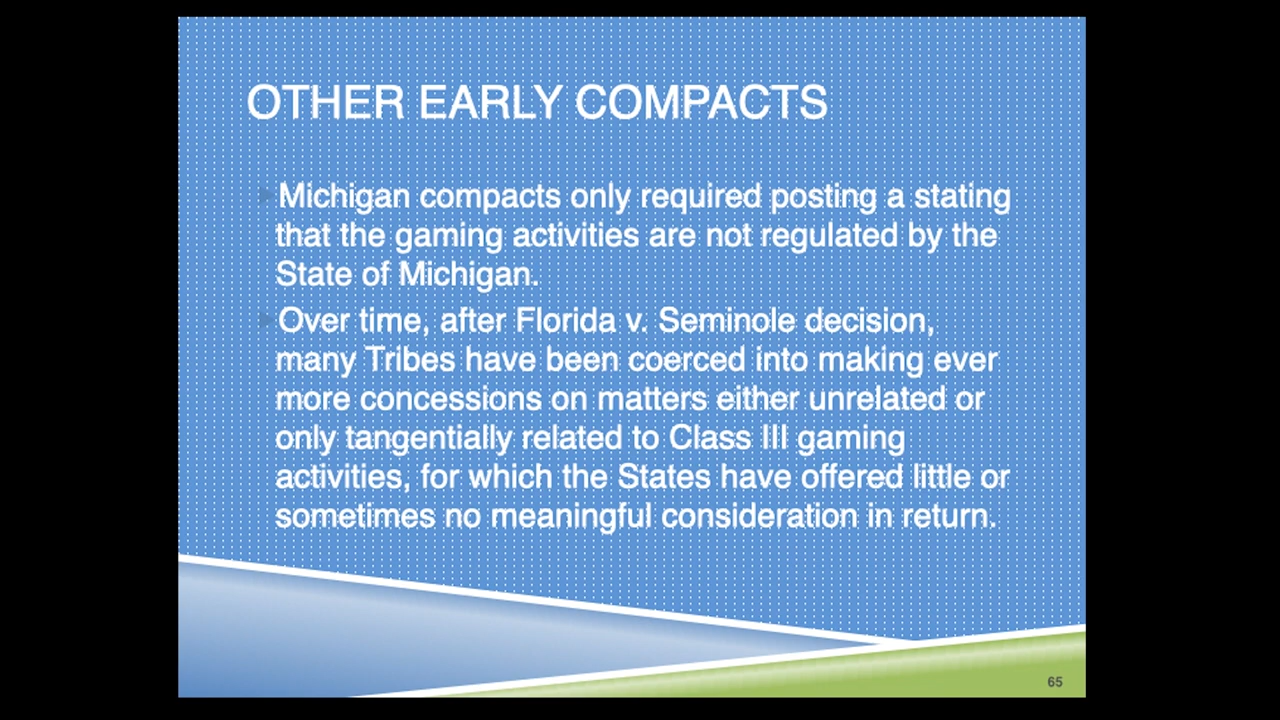 OTHER EARLY COMPACTS
Michigan compacts only required posting a stating
that the gaming activities are not regulated by the
State of Michigan.
Over time, after Florida v. Seminole decision,
many Tribes have been coerced into making ever
more concessions on matters either unrelated or
only tangentially related to Class III gaming
activities, for which the States have offered little or
sometimes no meaningful consideration in return.
65